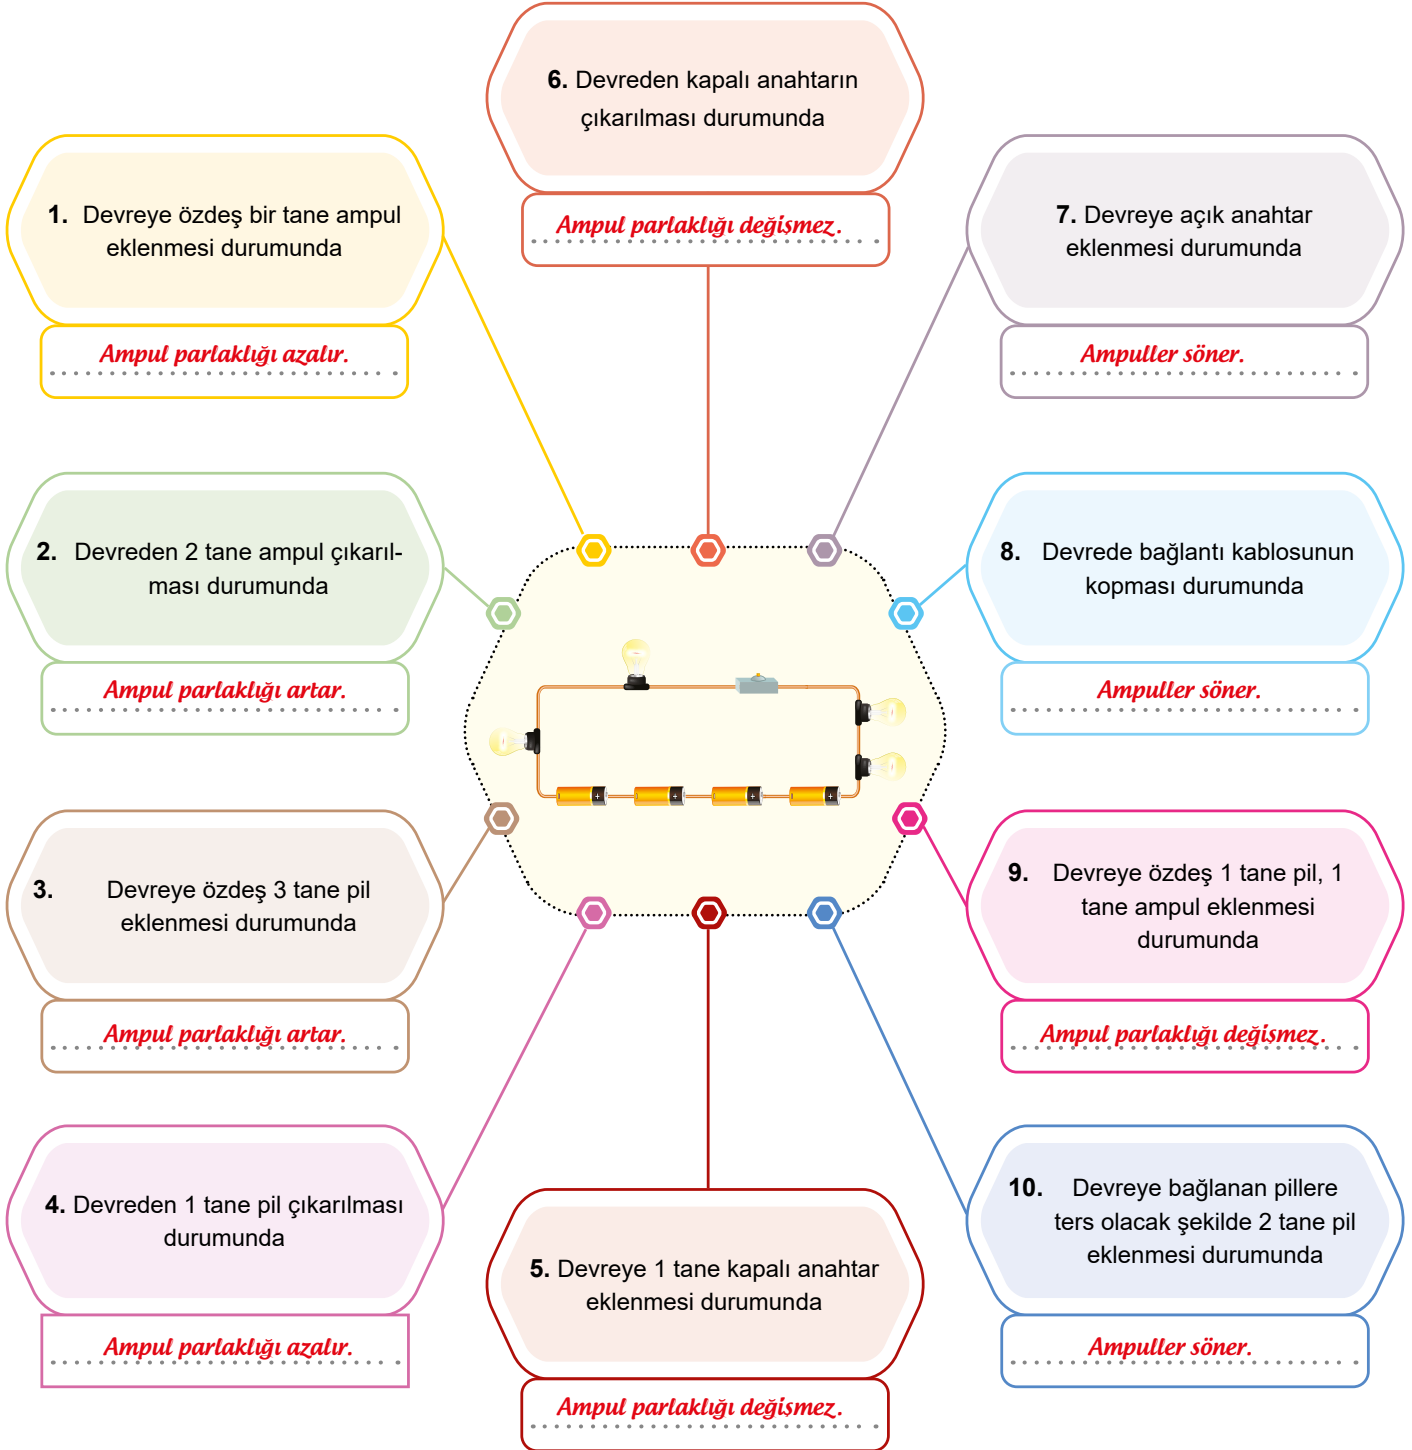 1. Devreye özdeş bir tane ampul
eklenmesi durumunda
Ampul parlaklığı azalır.
2. Devreden 2 tane ampul çıkarıl-
ması durumunda
Ampul parlaklığı artar.
3. Devreye özdeş 3 tane pil
eklenmesi durumunda
Ampul parlaklığı artar.
4. Devreden 1 tane pil çıkarılması
durumunda
Ampul parlaklığı azalır.
5. Devreye 1 tane kapalı anahtar
eklenmesi durumunda
Ampul parlaklığı değişmez.
6. Devreden kapalı anahtarın
çıkarılması durumunda
Ampul parlaklığı değişmez.
7. Devreye açık anahtar
eklenmesi durumunda
Ampuller söner.
8. Devrede bağlantı kablosunun
kopması durumunda
Ampuller söner.
9. Devreye özdeş 1 tane pil, 1
tane ampul eklenmesi
durumunda
Ampul parlaklığı değişmez.
10. Devreye bağlanan pillere
ters olacak şekilde 2 tane pil
eklenmesi durumunda
Ampuller söner.